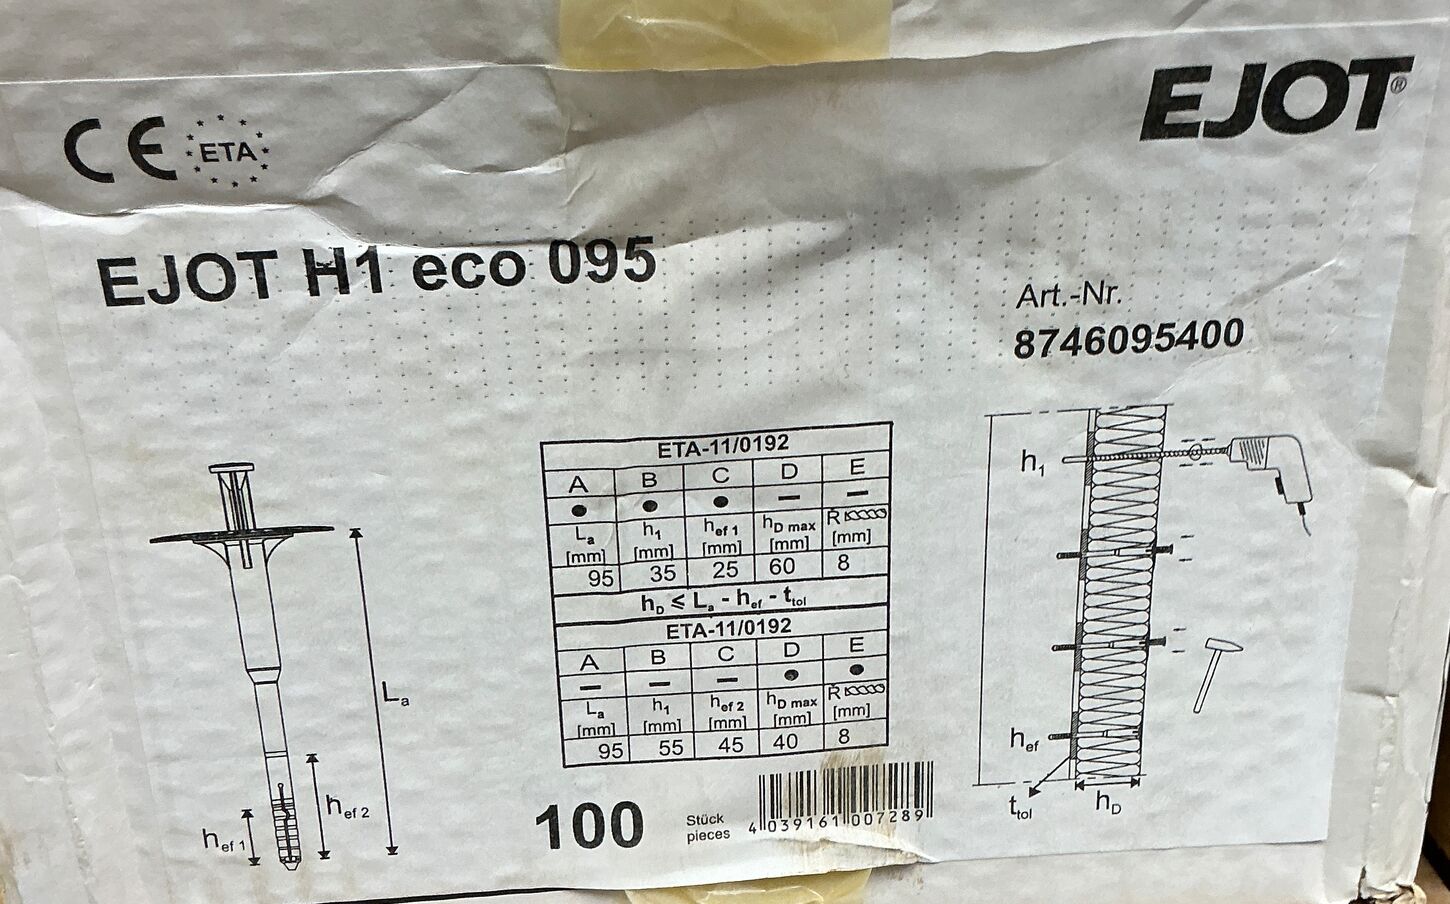 CE ETA
EJOT®
EJOT H1 eco 095
Art.-Nr.
8746095400
ETA-11/0192
A B C D E
● ● ● – –
La h1 hef 1 hD max R
[mm] [mm] [mm] [mm] [mm]
95 35 25 60 8
hD ≤ La - hef - ttol
ETA-11/0192
A B C D E
– – – ● ●
La h1 hef 2 hD max R
[mm] [mm] [mm] [mm] [mm]
95 55 45 40 8
La
hef 1
hef 2
h1
hef
ttol
hD
100 Stück
pieces
4 039161 007289